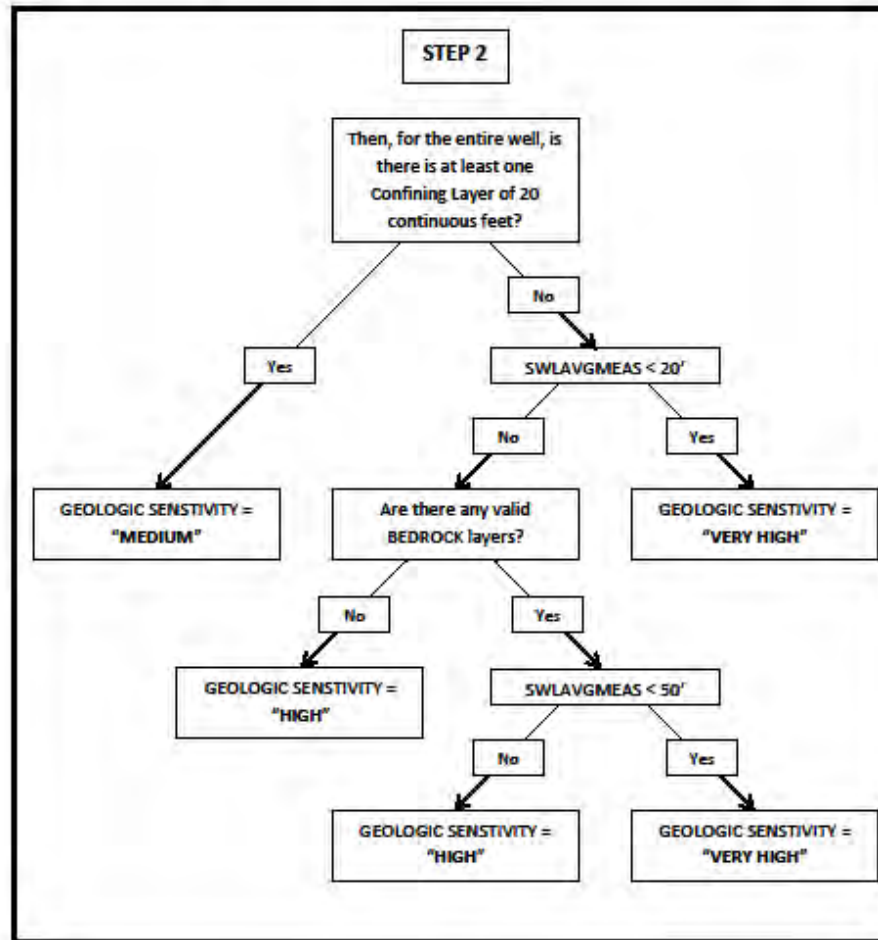 STEP 2
Then, for the entire well, is
there is at least one
Confining Layer of 20
continuous feet?
No
Yes
SWLAVGMEAS < 20'
No
Yes
GEOLOGIC SENSTIVITY =
"MEDIUM"
Are there any valid
BEDROCK layers?
GEOLOGIC SENSTIVITY =
"VERY HIGH"
No
Yes
GEOLOGIC SENSTIVITY =
"HIGH"
SWLAVGMEAS < 50'
No
Yes
GEOLOGIC SENSTIVITY =
"HIGH"
GEOLOGIC SENSTIVITY =
"VERY HIGH"